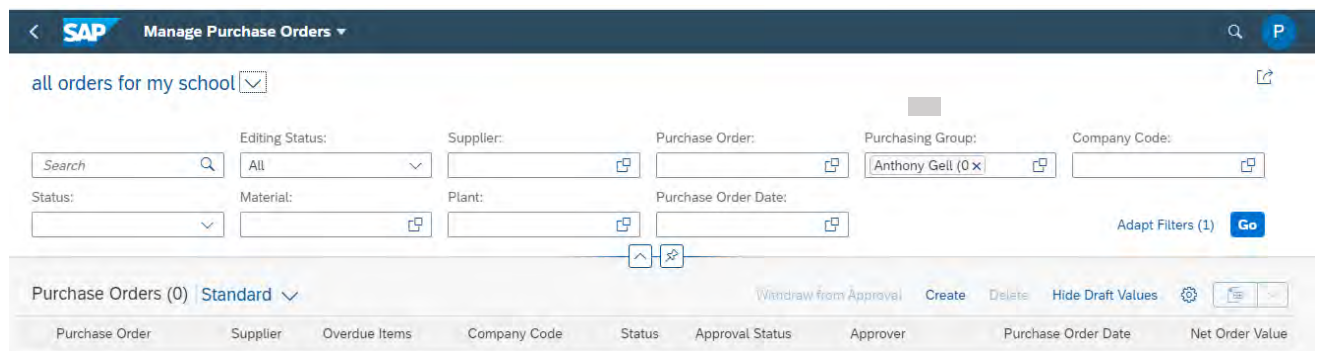 SAP Manage Purchase Orders P
all orders for my school
Editing Status: Supplier: Purchase Order: Purchasing Group: Company Code:
Search All Anthony Gell (0
Status: Material: Plant: Purchase Order Date:
Adapt Filters (1) Go
Purchase Orders (0) Standard Withdraw from Approval Create Delete Hide Draft Values
Purchase Order Supplier Overdue Items Company Code Status Approval Status Approver Purchase Order Date Net Order Value